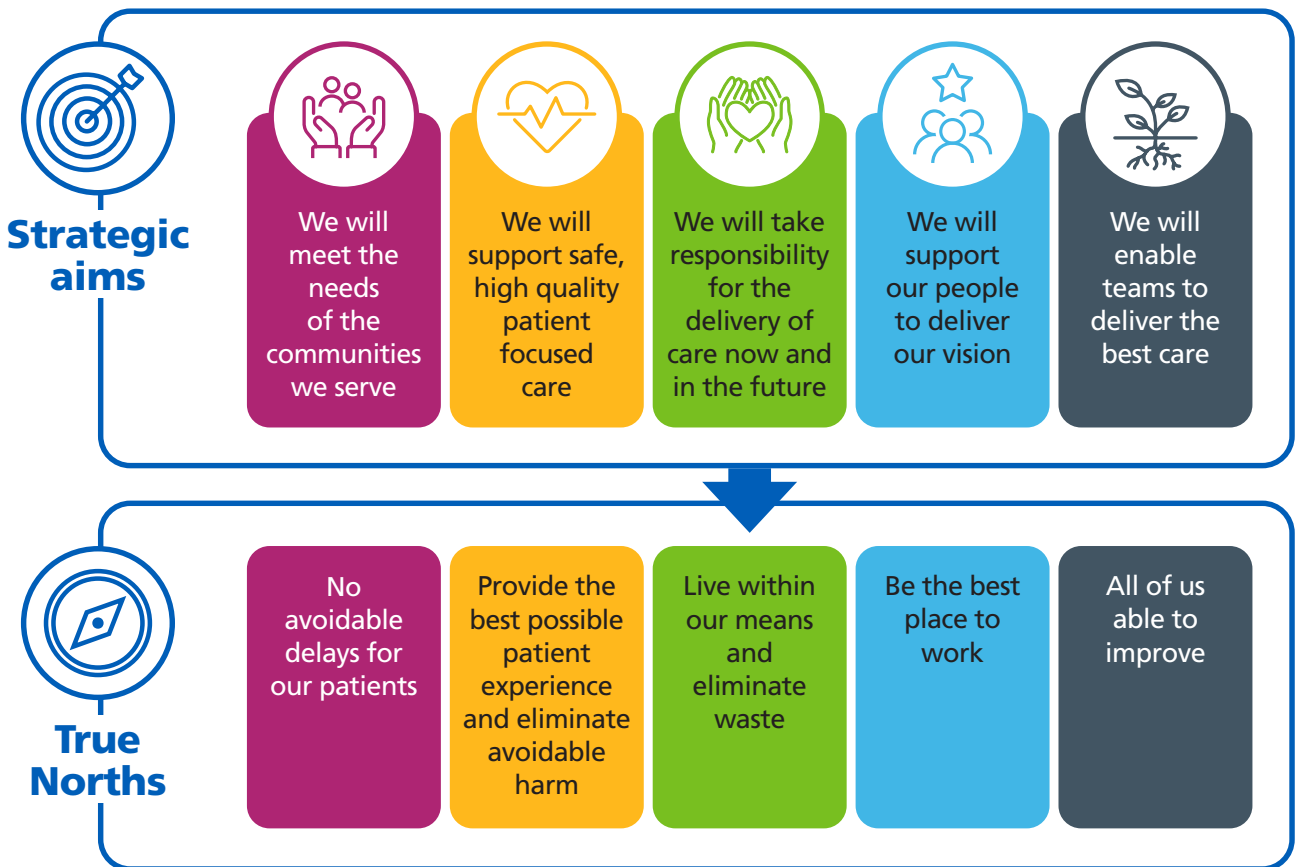 Strategic
aims
We will
meet the
needs
of the
communities
we serve
We will
support safe,
high quality
patient
focused
care
We will take
responsibility
for the
delivery of
care now and
in the future
We will
support
our people
to deliver
our vision
We will
enable
teams to
deliver the
best care
True
Norths
No
avoidable
delays for
our patients
Provide the
best possible
patient
experience
and eliminate
avoidable
harm
Live within
our means
and
eliminate
waste
Be the best
place to
work
All of us
able to
improve